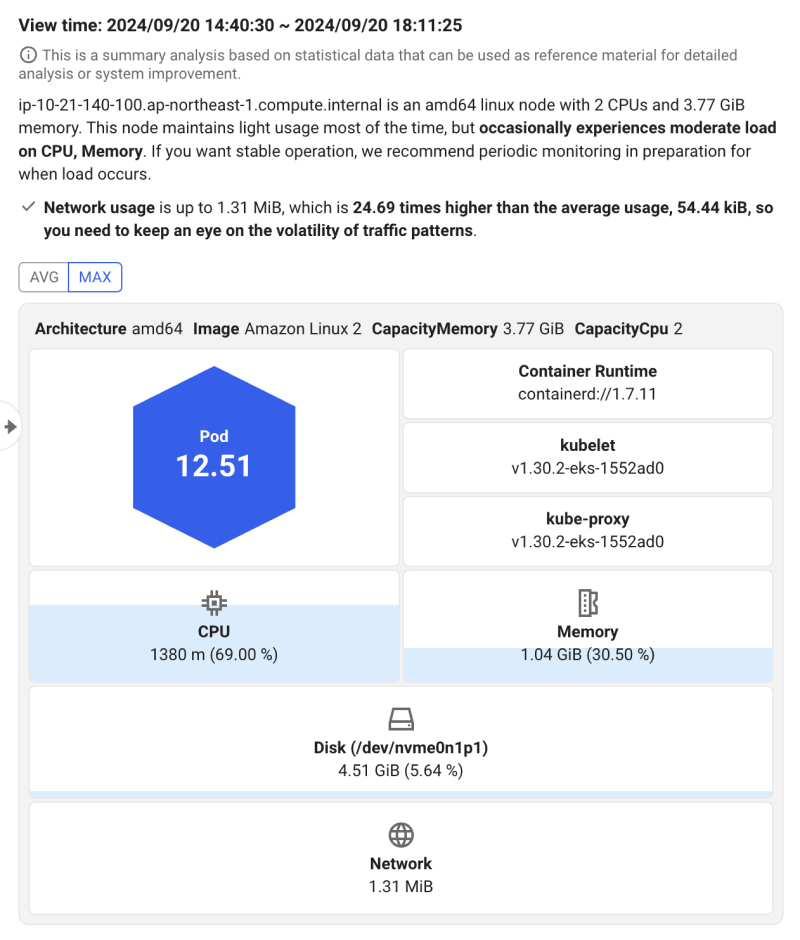 View time: 2024/09/20 14:40:30 ~ 2024/09/20 18:11:25
This is a summary analysis based on statistical data that can be used as reference material for detailed
analysis or system improvement.
ip-10-21-140-100.ap-northeast-1.compute.internal is an amd64 linux node with 2 CPUs and 3.77 GiB
memory. This node maintains light usage most of the time, but occasionally experiences moderate load
on CPU, Memory. If you want stable operation, we recommend periodic monitoring in preparation for
when load occurs.
Network usage is up to 1.31 MiB, which is 24.69 times higher than the average usage, 54.44 kiB, so
you need to keep an eye on the volatility of traffic patterns.
AVG MAX
Architecture amd64 Image Amazon Linux 2 CapacityMemory 3.77 GiB CapacityCpu 2
Pod
12.51
Container Runtime
containerd://1.7.11
kubelet
v1.30.2-eks-1552ad0
kube-proxy
v1.30.2-eks-1552ad0
CPU
1380 m (69.00 %)
Memory
1.04 GiB (30.50 %)
Disk (/dev/nvme0n1p1)
4.51 GiB (5.64 %)
Network
1.31 MiB